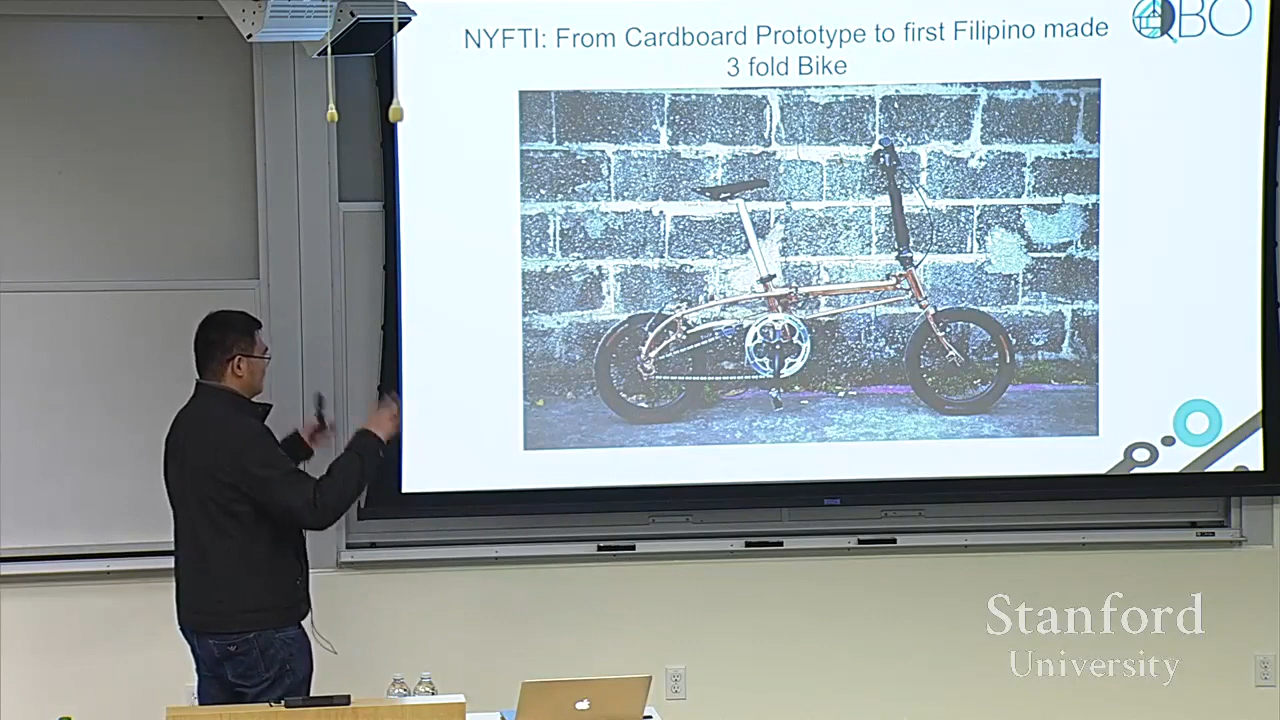 NYFTI: From Cardboard Prototype to first Filipino made
3 fold Bike
QBO
Stanford
University